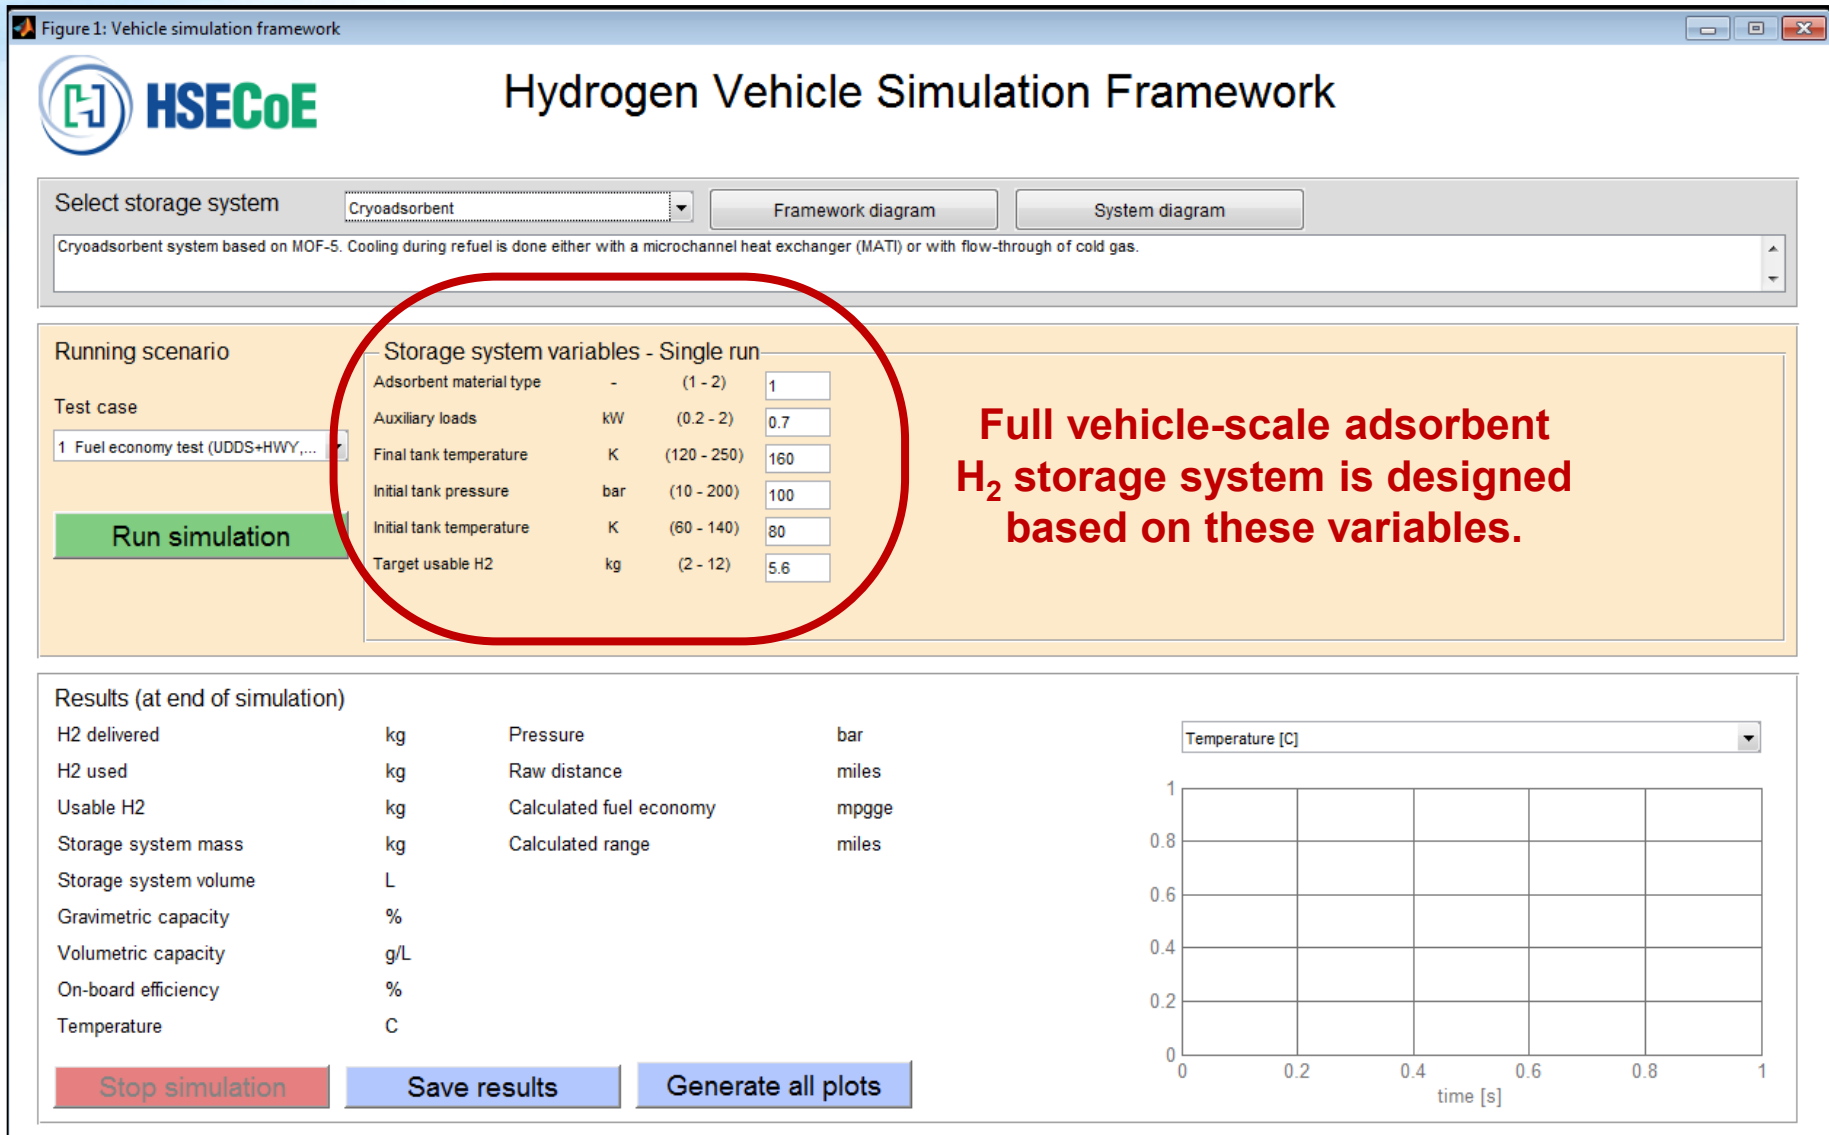 Figure 1: Vehicle simulation framework
HSECoE
Hydrogen Vehicle Simulation Framework
Select storage system
Cryoadsorbent
Framework diagram
System diagram
Cryoadsorbent system based on MOF-5. Cooling during refuel is done either with a microchannel heat exchanger (MATI) or with flow-through of cold gas.
Running scenario
Test case
1 Fuel economy test (UDDS+HWY,...
Run simulation
Storage system variables - Single run
Adsorbent material type - (1 - 2) 1
Auxiliary loads kW (0.2 - 2) 0.7
Final tank temperature K (120 - 250) 160
Initial tank pressure bar (10 - 200) 100
Initial tank temperature K (60 - 140) 80
Target usable H2 kg (2 - 12) 5.6
Full vehicle-scale adsorbent
H₂ storage system is designed
based on these variables.
Results (at end of simulation)
H2 delivered kg Pressure bar
H2 used kg Raw distance miles
Usable H2 kg Calculated fuel economy mpgge
Storage system mass kg Calculated range miles
Storage system volume L
Gravimetric capacity %
Volumetric capacity g/L
On-board efficiency %
Temperature C
Stop simulation
Save results
Generate all plots
Temperature [C]
1
0.8
0.6
0.4
0.2
0
0 0.2 0.4 0.6 0.8 1
time [s]